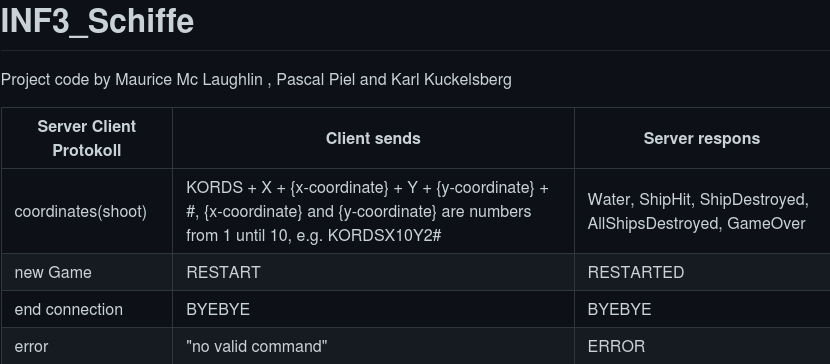 INF3_Schiffe
Project code by Maurice Mc Laughlin , Pascal Piel and Karl Kuckelsberg
Server Client
Protokoll
Client sends
Server respons
coordinates(shoot)
KORDS + X + {x-coordinate} + Y + {y-coordinate} +
#, {x-coordinate} and {y-coordinate} are numbers
from 1 until 10, e.g. KORDSX10Y2#
Water, ShipHit, ShipDestroyed,
AllShipsDestroyed, GameOver
new Game
RESTART
RESTARTED
end connection
BYEBYE
BYEBYE
error
"no valid command"
ERROR